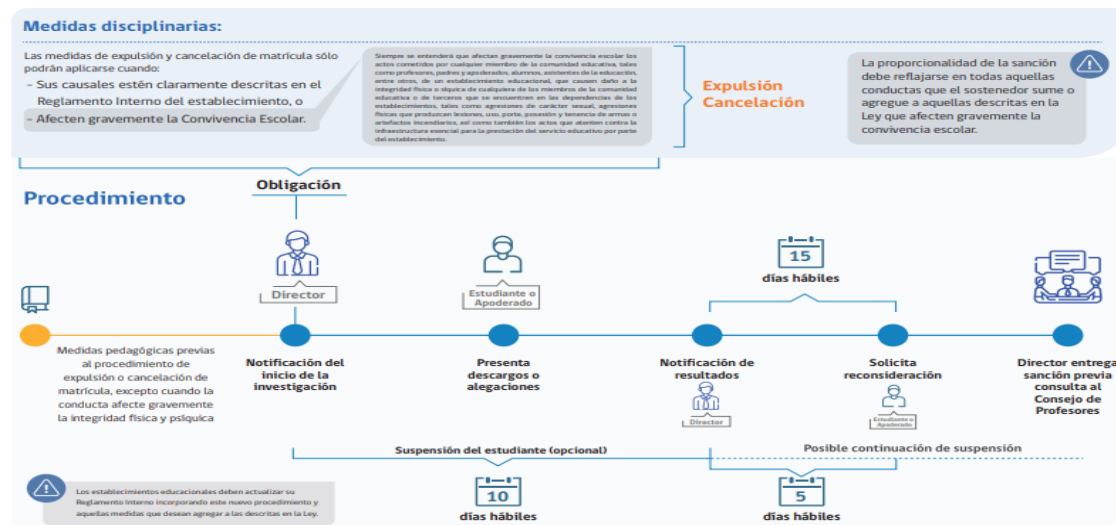 Medidas disciplinarias:
Las medidas de expulsión y cancelación de matrícula sólo
podrán aplicarse cuando:
– Sus causales estén claramente descritas en el
Reglamento Interno del establecimiento, o
– Afecten gravemente la Convivencia Escolar.
Siempre se entenderá que afectan gravemente la convivencia escolar los
actos cometidos por cualquier miembro de la comunidad educativa, tales
como profesores, padres y apoderados, alumnos, asistentes de la educación,
entre otros, de un establecimiento educacional, que causen daño a la
integridad física o síquica de cualquiera de los miembros de la comunidad
educativa o de terceros que se encuentren en las dependencias de los
establecimientos, tales como agresiones de carácter sexual, agresiones
físicas que produzcan lesiones, uso, porte, posesión y tenencia de armas o
artefactos incendiarios, así como también los actos que atenten contra la
infraestructura esencial para la prestación del servicio educativo por parte
del establecimiento.
Expulsión
Cancelación
La proporcionalidad de la sanción
debe reflejarse en todas aquellas
conductas que el sostenedor sume o
agregue a aquellas descritas en la
Ley que afecten gravemente la
convivencia escolar.
Obligación
Procedimiento
Director
Estudiante o
Apoderado
15
días hábiles
Medidas pedagógicas previas
al procedimiento de
expulsión o cancelación de
matrícula, excepto cuando la
conducta afecte gravemente
la integridad física y psíquica
Notificación del
inicio de la
investigación
Presenta
descargos o
alegaciones
Notificación de
resultados
Director
Solicita
reconsideración
Estudiante o
Apoderado
Director entrega
sanción previa
consulta al
Consejo de
Profesores
Suspensión del estudiante (opcional)
Posible continuación de suspensión
10
días hábiles
5
días hábiles
Los establecimientos educacionales deben actualizar su
Reglamento Interno incorporando este nuevo procedimiento y
aquellas medidas que desean agregar a las descritas en la Ley.